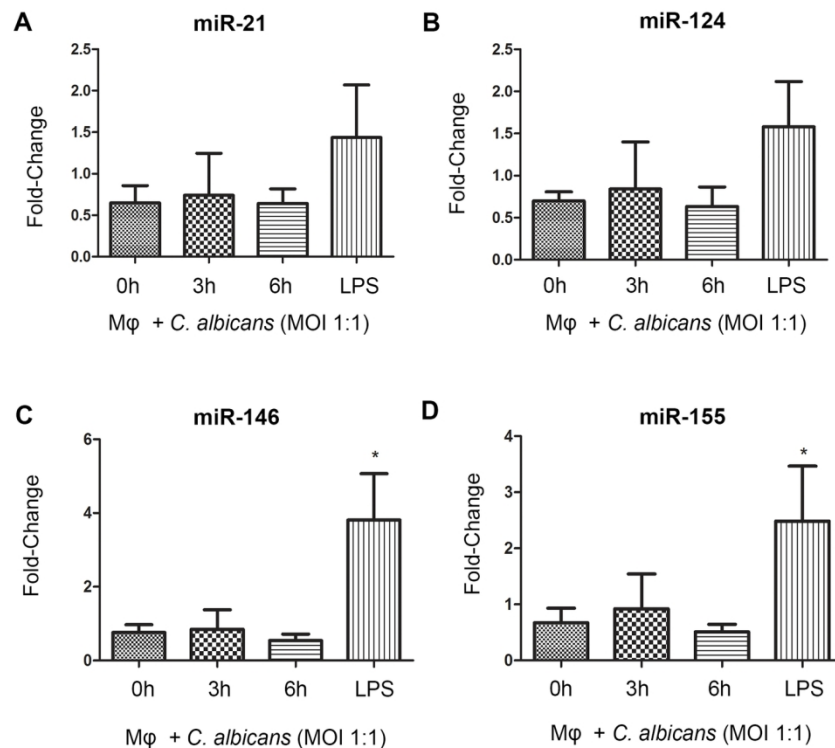 A
miR-21
Fold-Change
2.5
2.0
1.5
1.0
0.5
0.0
0h 3h 6h LPS
Mφ + C. albicans (MOI 1:1)
B
miR-124
Fold-Change
2.5
2.0
1.5
1.0
0.5
0.0
0h 3h 6h LPS
Mφ + C. albicans (MOI 1:1)
C
miR-146
Fold-Change
6
4
2
0
*
0h 3h 6h LPS
Mφ + C. albicans (MOI 1:1)
D
miR-155
Fold-Change
4
3
2
1
0
*
0h 3h 6h LPS
Mφ + C. albicans (MOI 1:1)